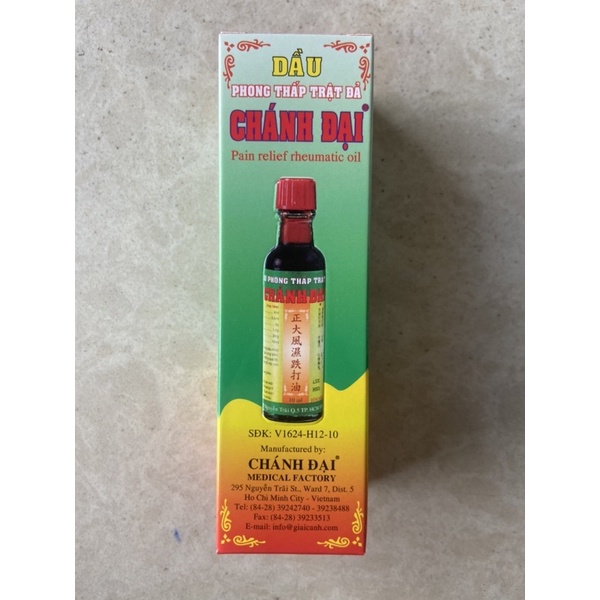 DẦU
PHONG THẤP TRẬT ĐẢ
CHÁNH ĐẠI®
Pain relief rheumatic oil
PHONG THẤP TRẬT
CHÁNH ĐẠI
正大風濕跌打油
SĐK: V1624-H12-10
Manufactured by:
CHÁNH ĐẠI®
MEDICAL FACTORY
295 Nguyễn Trãi St., Ward 7, Dist. 5
Ho Chi Minh City - Vietnam
Tel: (84-28) 39242740 - 39238488
Fax: (84-28) 39233513
E-mail: info@giaicanh.com